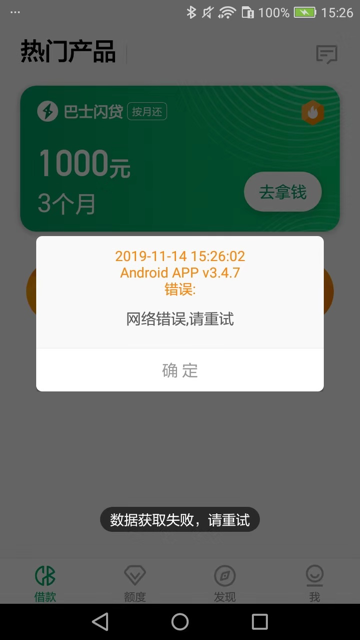 100% 15:26
热门产品
巴士闪贷 按月还
1000元
3个月
去拿钱
2019-11-14 15:26:02
Android APP v3.4.7
错误:
网络错误,请重试
确定
数据获取失败，请重试
借款 额度 发现 我